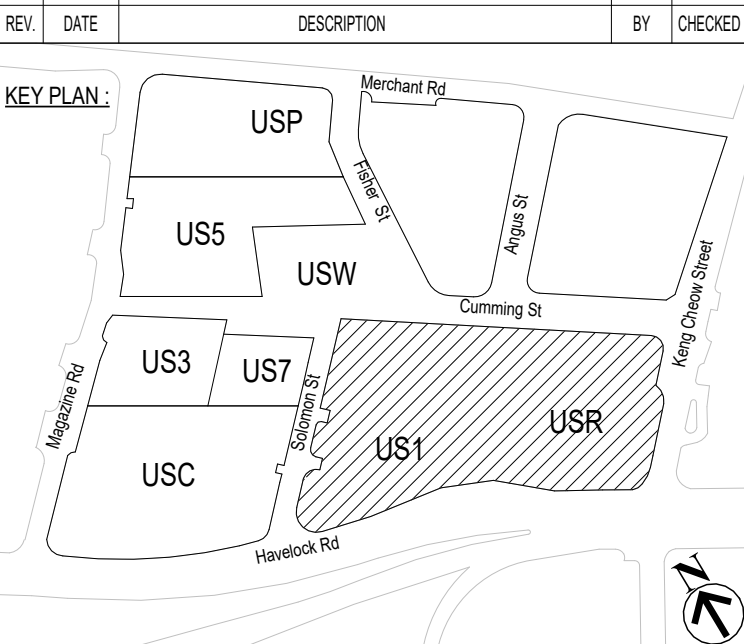 REV. DATE DESCRIPTION BY CHECKED
KEY PLAN :
Merchant Rd
USP
Fisher St
Angus St
US5
USW
Keng Cheow Street
Cumming St
US3
US7
Magazine Rd
Solomon St
US1
USR
USC
Havelock Rd
N